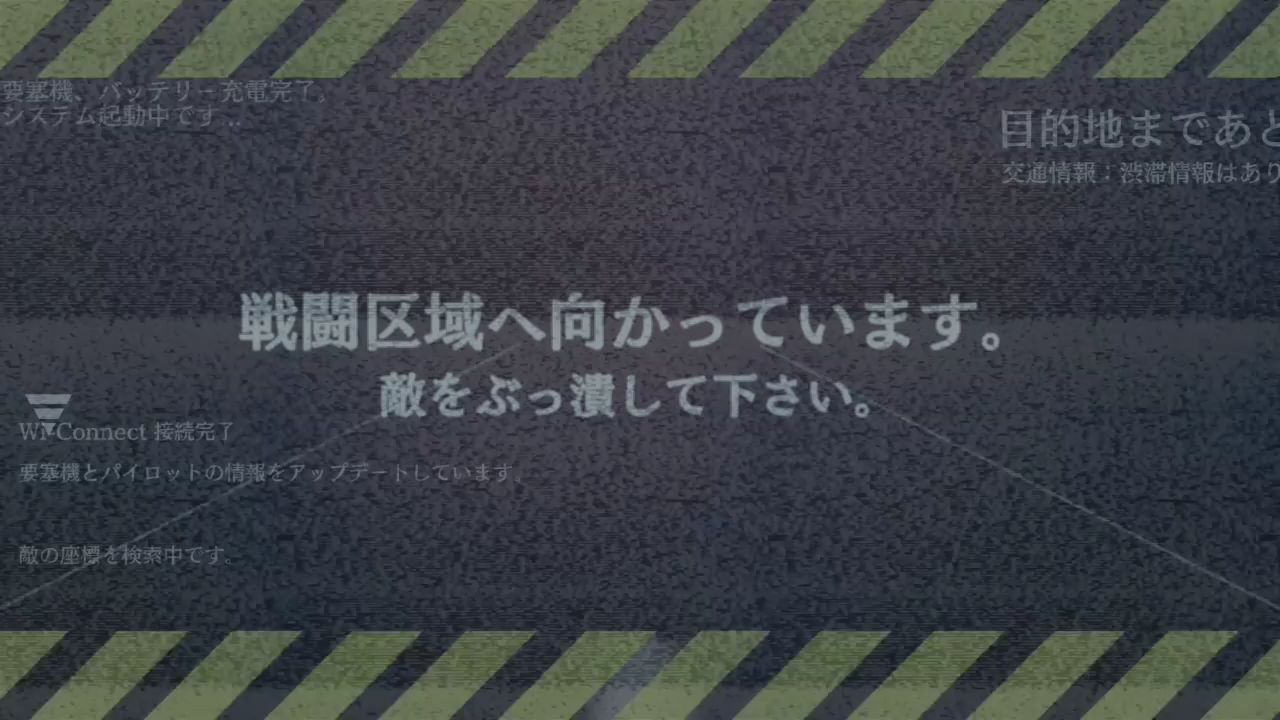 要塞機、バッテリー充電完了。
システム起動中です ..
目的地まであと
交通情報：渋滞情報はあり
戦闘区域へ向かっています。
敵をぶっ潰して下さい。
Wi-Connect 接続完了
要塞機とパイロットの情報をアップデートしています。
敵の座標を検索中です。